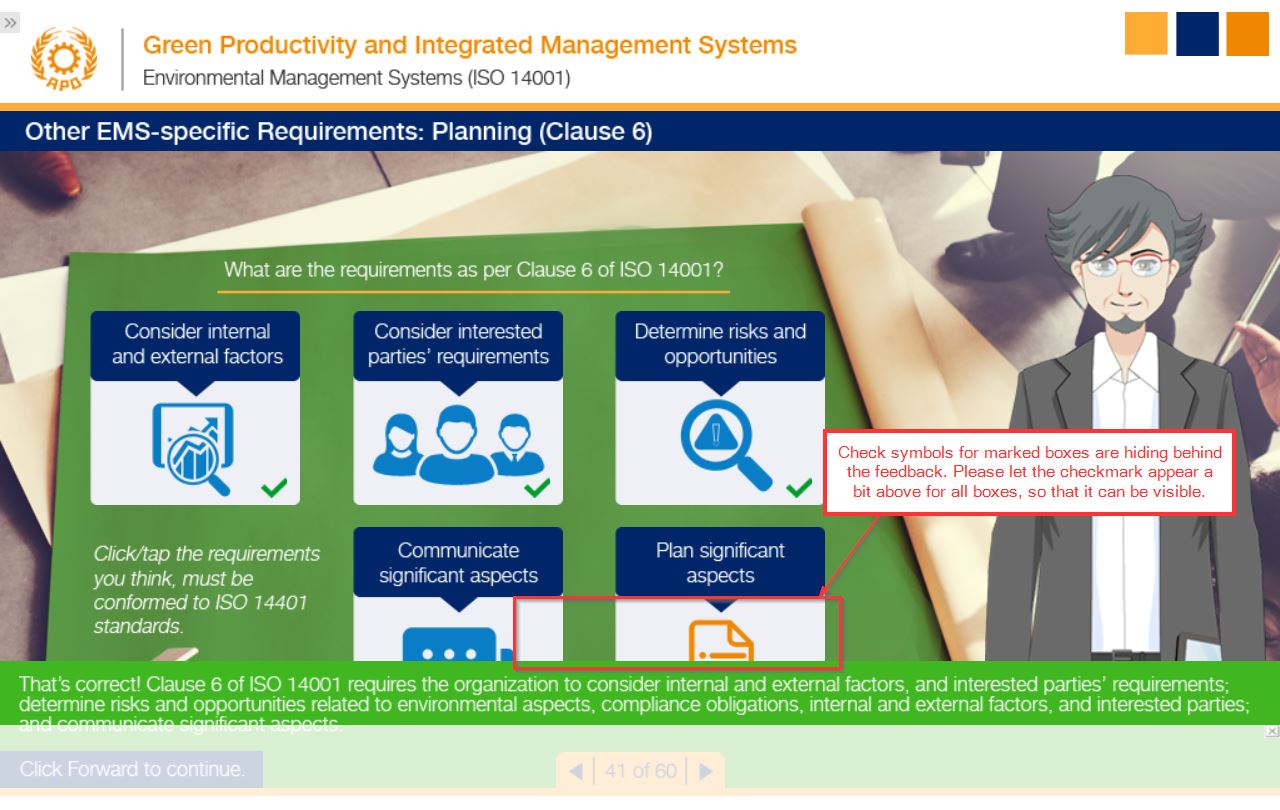 Green Productivity and Integrated Management Systems
APO
Environmental Management Systems (ISO 14001)
Other EMS-specific Requirements: Planning (Clause 6)
What are the requirements as per Clause 6 of ISO 14001?
Consider internal
and external factors
Consider interested
parties’ requirements
Determine risks and
opportunities
Check symbols for marked boxes are hiding behind
the feedback. Please let the checkmark appear a
bit above for all boxes, so that it can be visible.
Click/tap the requirements
you think, must be
conformed to ISO 14401
standards.
Communicate
significant aspects
Plan significant
aspects
That’s correct! Clause 6 of ISO 14001 requires the organization to consider internal and external factors, and interested parties’ requirements;
determine risks and opportunities related to environmental aspects, compliance obligations, internal and external factors, and interested parties;
and communicate significant aspects.
Click Forward to continue.
41 of 60